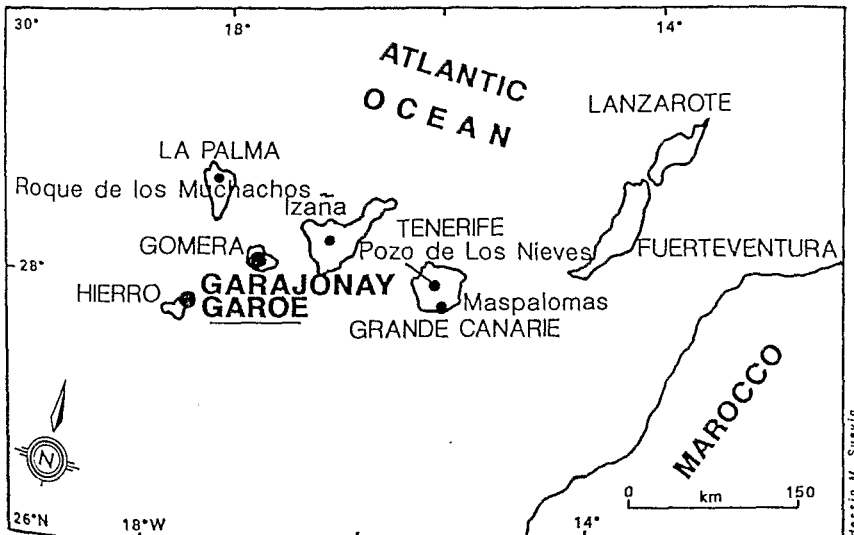 30° 18° 14°
ATLANTIC
OCEAN
LANZAROTE
LA PALMA
Roque de los Muchachos
Izaña
TENERIFE
GOMERA
Pozo de Los Nieves
FUERTEVENTURA
28°
GARAJONAY
HIERRO
GAROE
Maspalomas
GRANDE CANARIE
MAROCCO
N
0 km 150
26°N 18°W 14°